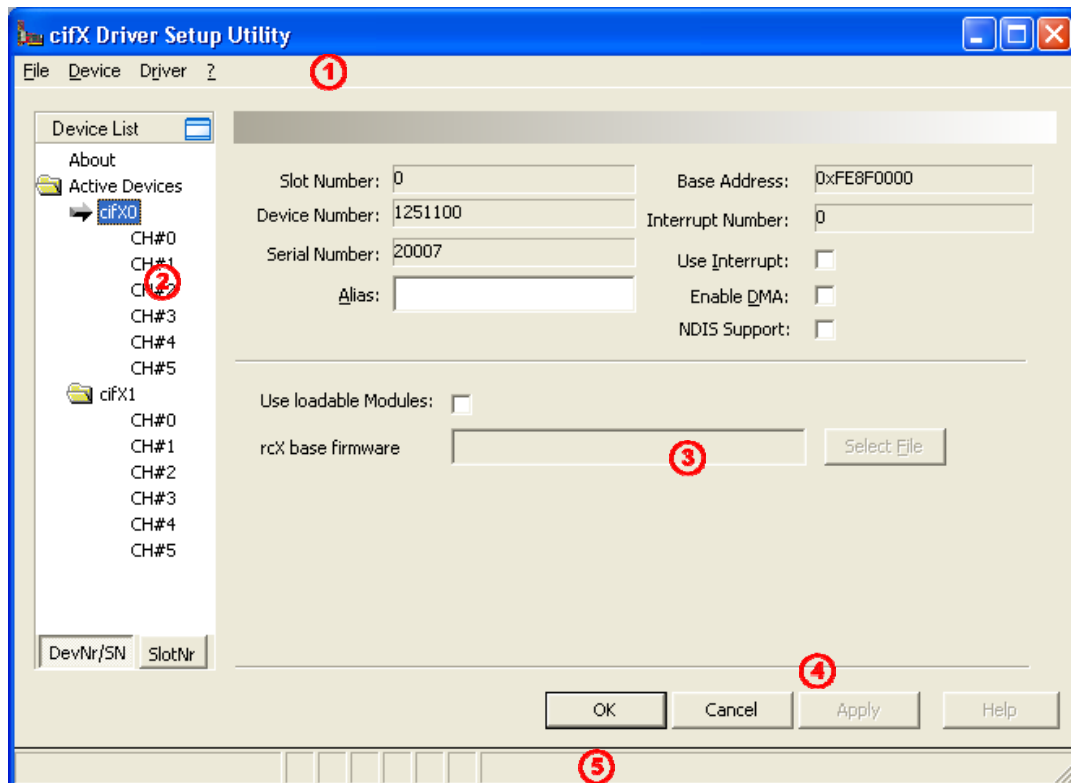 cifX Driver Setup Utility
File Device Driver ?
1
Device List
About
Active Devices
cifX0
CH#0
CH#1
CH#2
CH#3
CH#4
CH#5
cifX1
CH#0
CH#1
CH#2
CH#3
CH#4
CH#5
DevNr/SN SlotNr
2
Slot Number: 0
Device Number: 1251100
Serial Number: 20007
Alias:
Base Address: 0xFE8F0000
Interrupt Number: 0
Use Interrupt:
Enable DMA:
NDIS Support:
Use loadable Modules:
rcX base firmware 3 Select File
4
OK Cancel Apply Help
5